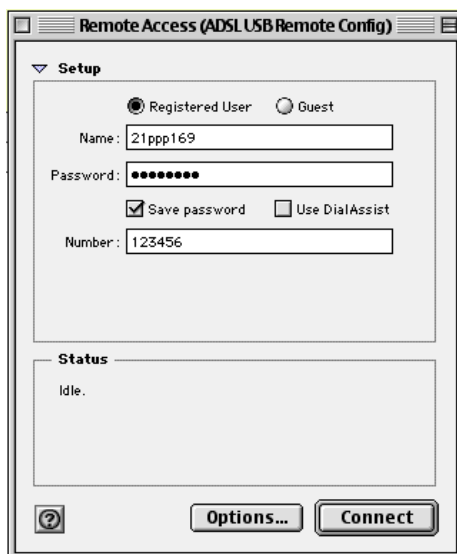 Remote Access (ADSL USB Remote Config)
Setup
Registered User Guest
Name: 21ppp169
Password: ●●●●●●●●
Save password Use DialAssist
Number: 123456
Status
Idle.
? Options... Connect